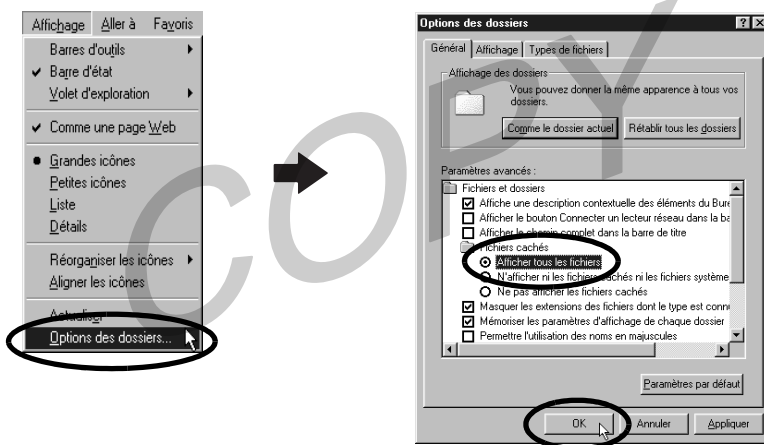 Affichage Aller à Favoris
Barres d'outils
Barre d'état
Volet d'exploration
Comme une page Web
Grandes icônes
Petites icônes
Liste
Détails
Réorganiser les icônes
Aligner les icônes
Actualiser
Options des dossiers...
Options des dossiers
Général Affichage Types de fichiers
Affichage des dossiers
Vous pouvez donner la même apparence à tous vos
dossiers.
Comme le dossier actuel Rétablir tous les dossiers
Paramètres avancés :
Fichiers et dossiers
Affiche une description contextuelle des éléments du Bure
Afficher le bouton Connecter un lecteur réseau dans la ba
Afficher le chemin complet dans la barre de titre
Fichiers cachés
Afficher tous les fichiers
N'afficher ni les fichiers cachés ni les fichiers système
Ne pas afficher les fichiers cachés
Masquer les extensions des fichiers dont le type est conn
Mémoriser les paramètres d'affichage de chaque dossier
Permettre l'utilisation des noms en majuscules
Paramètres par défaut
OK Annuler Appliquer
COPY